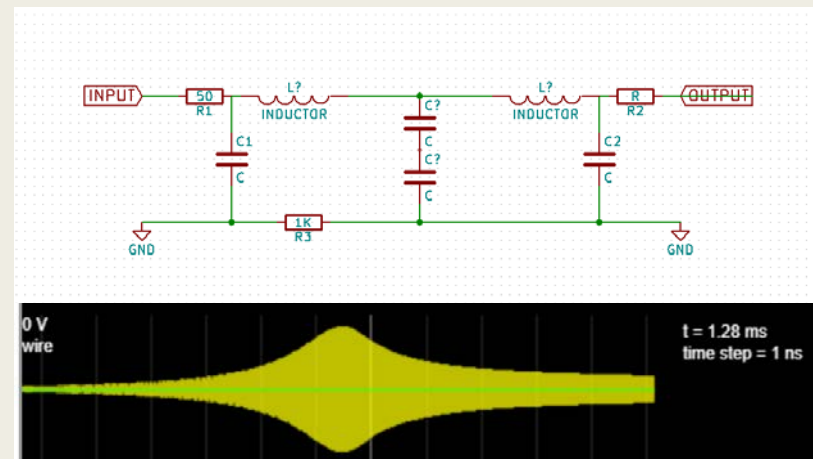 INPUT
50
R1
L?
INDUCTOR
C?
C
C?
C
L?
INDUCTOR
R
R2
OUTPUT
C1
C
C2
C
GND
1K
R3
GND
0 V
wire
t = 1.28 ms
time step = 1 ns